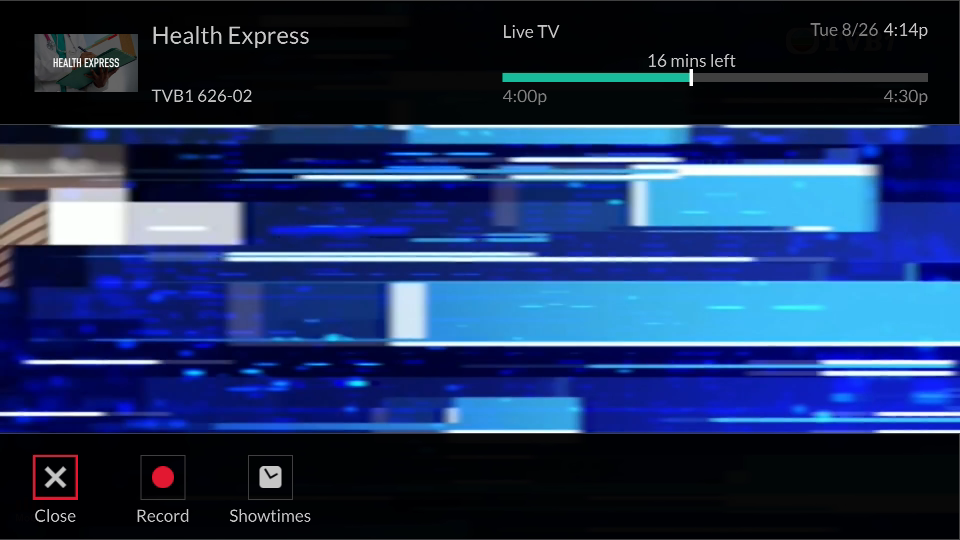 Health Express
HEALTH EXPRESS
TVB1 626-02
Live TV
Tue 8/26 4:14p
16 mins left
4:00p
4:30p
Close
Record
Showtimes